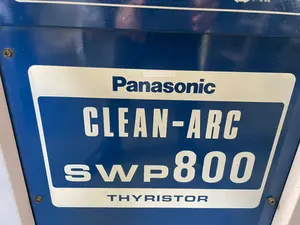 Panasonic
CLEAN-ARC
SWP800
THYRISTOR